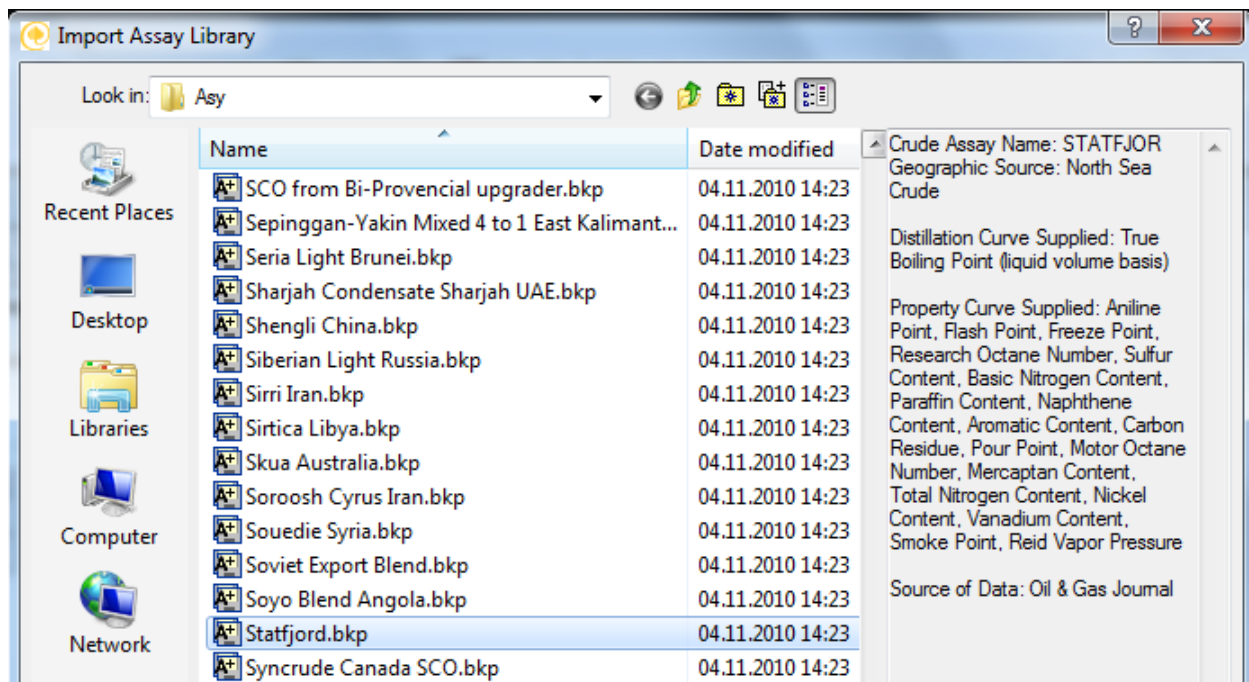 Import Assay Library
Look in: Asy
Recent Places
Desktop
Libraries
Computer
Network
Name Date modified
SCO from Bi-Provencial upgrader.bkp 04.11.2010 14:23
Sepinggan-Yakin Mixed 4 to 1 East Kalimant... 04.11.2010 14:23
Seria Light Brunei.bkp 04.11.2010 14:23
Sharjah Condensate Sharjah UAE.bkp 04.11.2010 14:23
Shengli China.bkp 04.11.2010 14:23
Siberian Light Russia.bkp 04.11.2010 14:23
Sirri Iran.bkp 04.11.2010 14:23
Sirtica Libya.bkp 04.11.2010 14:23
Skua Australia.bkp 04.11.2010 14:23
Soroosh Cyrus Iran.bkp 04.11.2010 14:23
Souedie Syria.bkp 04.11.2010 14:23
Soviet Export Blend.bkp 04.11.2010 14:23
Soyo Blend Angola.bkp 04.11.2010 14:23
Statfjord.bkp 04.11.2010 14:23
Syncrude Canada SCO.bkp 04.11.2010 14:23
Crude Assay Name: STATFJOR
Geographic Source: North Sea
Crude
Distillation Curve Supplied: True
Boiling Point (liquid volume basis)
Property Curve Supplied: Aniline
Point, Flash Point, Freeze Point,
Research Octane Number, Sulfur
Content, Basic Nitrogen Content,
Paraffin Content, Naphthene
Content, Aromatic Content, Carbon
Residue, Pour Point, Motor Octane
Number, Mercaptan Content,
Total Nitrogen Content, Nickel
Content, Vanadium Content,
Smoke Point, Reid Vapor Pressure
Source of Data: Oil & Gas Journal